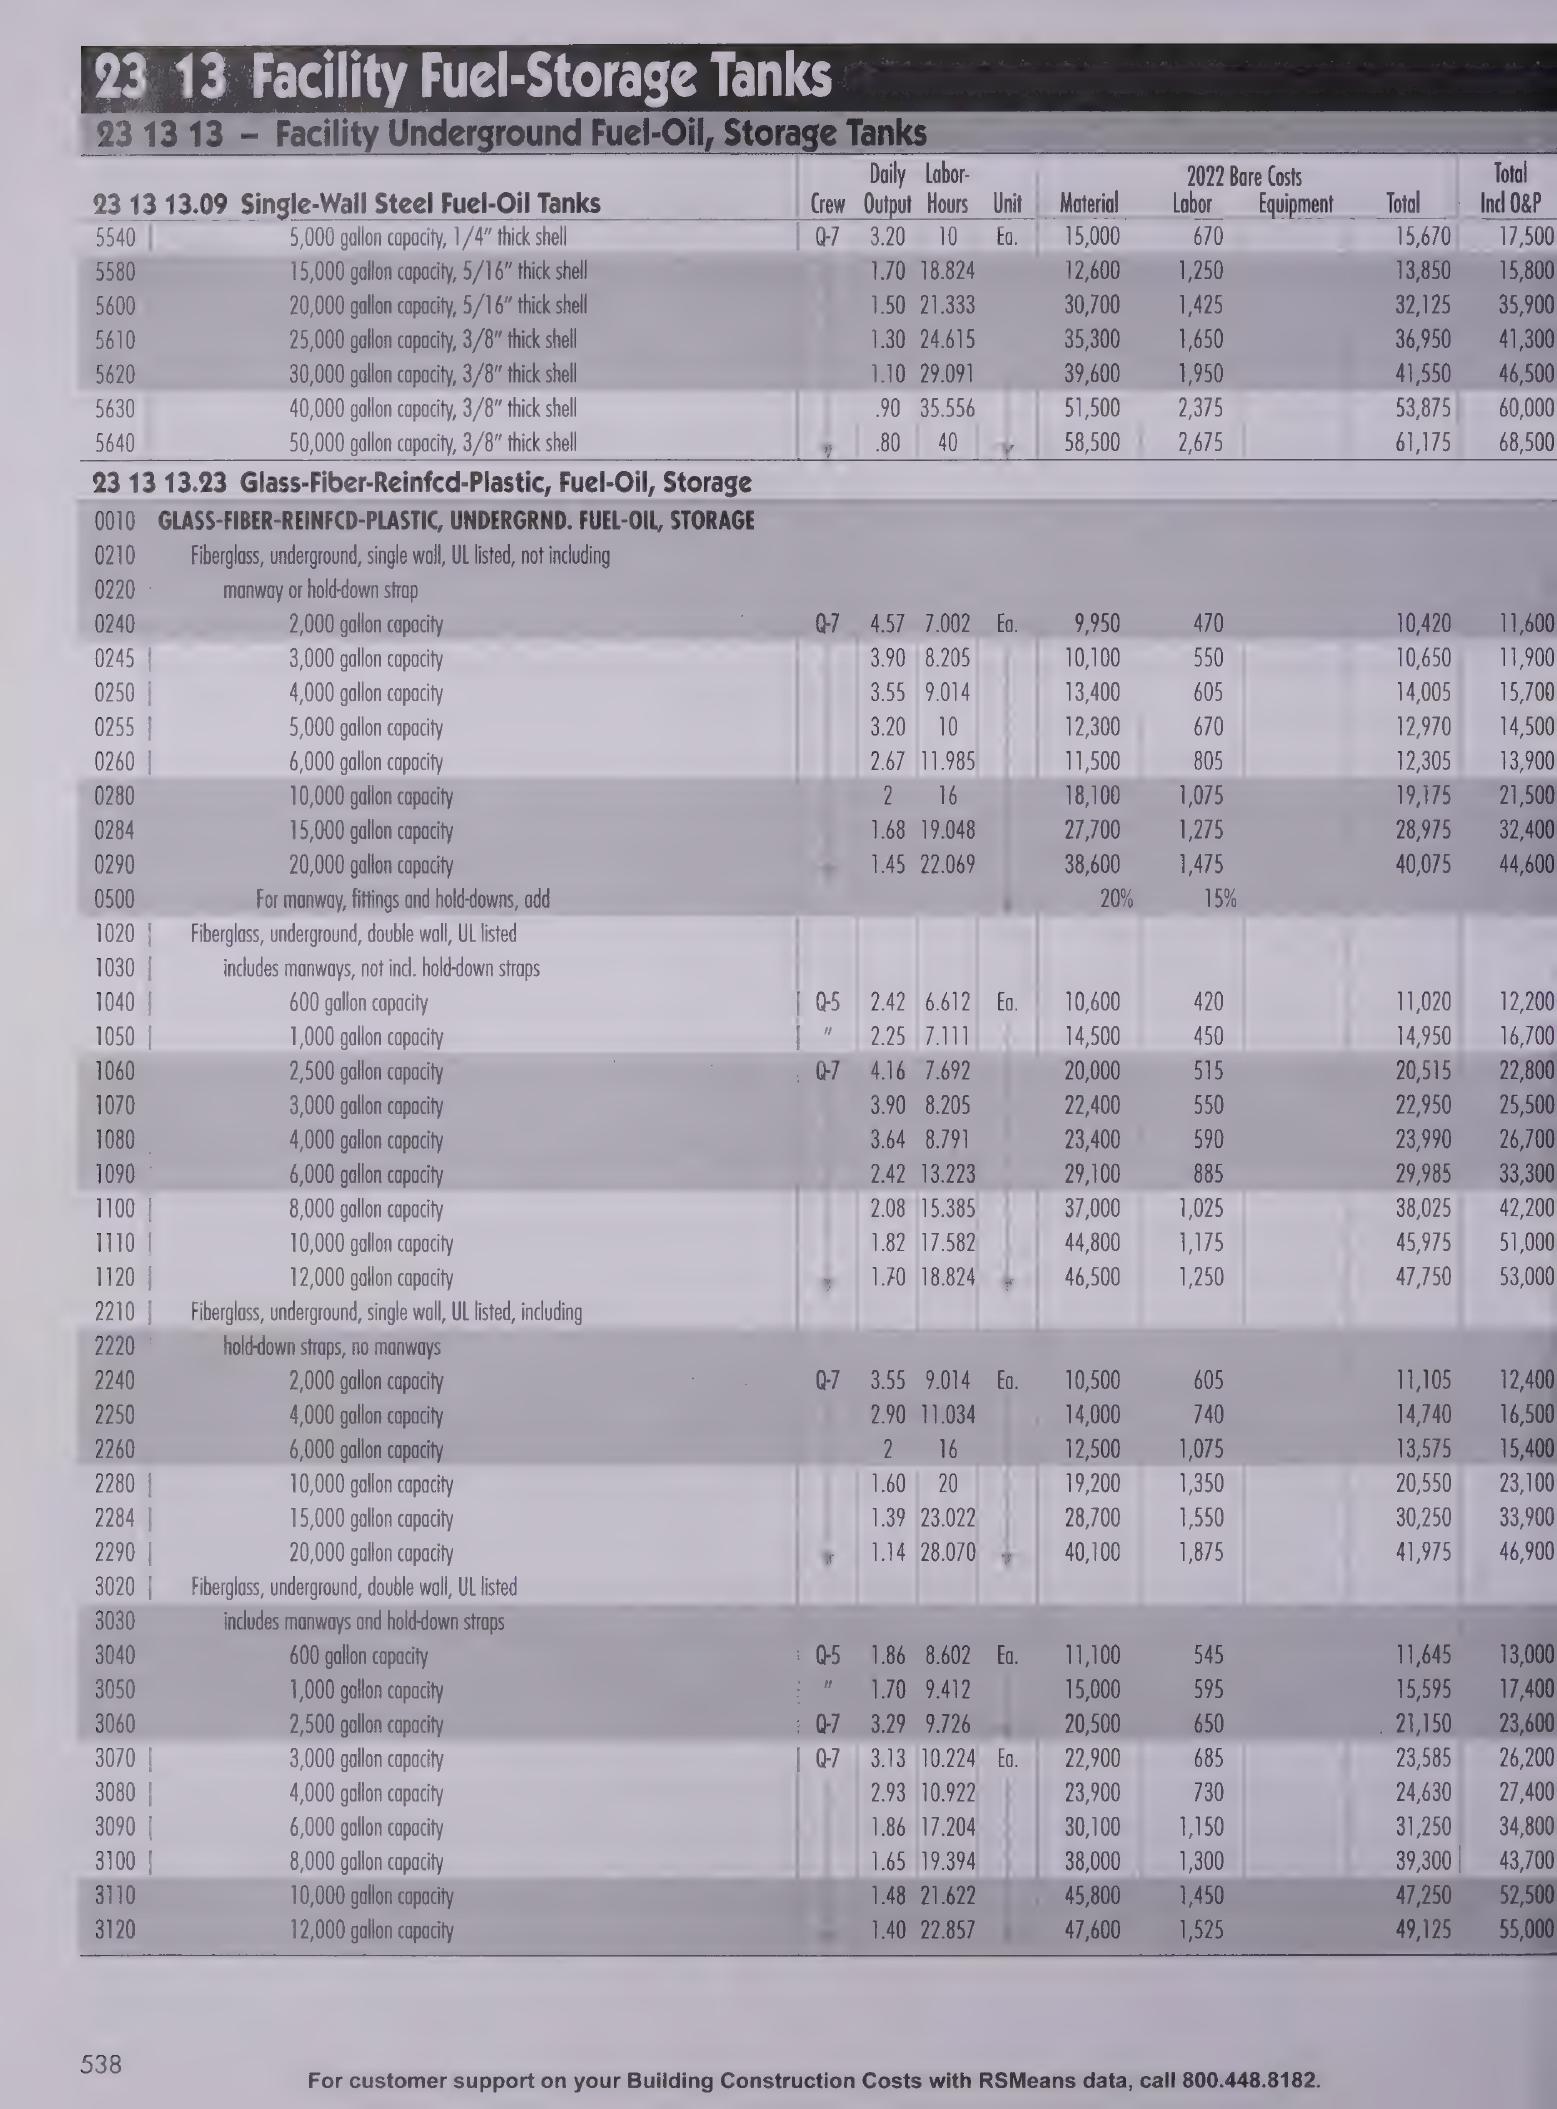 23 13 Facility Fuel-Storage Tanks
23 13 13 – Facility Underground Fuel-Oil, Storage Tanks
Daily Labor- 2022 Bare Costs Total
23 13 13.09 Single-Wall Steel Fuel-Oil Tanks Crew Output Hours Unit Material Labor Equipment Total Incl O&P
5540 5,000 gallon capacity, 1/4" thick shell Q-7 3.20 10 Ea. 15,000 670 15,670 17,500
5580 15,000 gallon capacity, 5/16" thick shell 1.70 18.824 12,600 1,250 13,850 15,800
5600 20,000 gallon capacity, 5/16" thick shell 1.50 21.333 30,700 1,425 32,125 35,900
5610 25,000 gallon capacity, 3/8" thick shell 1.30 24.615 35,300 1,650 36,950 41,300
5620 30,000 gallon capacity, 3/8" thick shell 1.10 29.091 39,600 1,950 41,550 46,500
5630 40,000 gallon capacity, 3/8" thick shell .90 35.556 51,500 2,375 53,875 60,000
5640 50,000 gallon capacity, 3/8" thick shell .80 40 58,500 2,675 61,175 68,500
23 13 13.23 Glass-Fiber-Reinfcd-Plastic, Fuel-Oil, Storage
0010 GLASS-FIBER-REINFCD-PLASTIC, UNDERGRND. FUEL-OIL, STORAGE
0210 Fiberglass, underground, single wall, UL listed, not including
0220 manway or hold-down strap
0240 2,000 gallon capacity Q-7 4.57 7.002 Ea. 9,950 470 10,420 11,600
0245 3,000 gallon capacity 3.90 8.205 10,100 550 10,650 11,900
0250 4,000 gallon capacity 3.55 9.014 13,400 605 14,005 15,700
0255 5,000 gallon capacity 3.20 10 12,300 670 12,970 14,500
0260 6,000 gallon capacity 2.67 11.985 11,500 805 12,305 13,900
0280 10,000 gallon capacity 2 16 18,100 1,075 19,175 21,500
0284 15,000 gallon capacity 1.68 19.048 27,700 1,275 28,975 32,400
0290 20,000 gallon capacity 1.45 22.069 38,600 1,475 40,075 44,600
0500 For manway, fittings and hold-downs, add 20% 15%
1020 Fiberglass, underground, double wall, UL listed
1030 includes manways, not incl. hold-down straps
1040 600 gallon capacity Q-5 2.42 6.612 Ea. 10,600 420 11,020 12,200
1050 1,000 gallon capacity " 2.25 7.111 14,500 450 14,950 16,700
1060 2,500 gallon capacity Q-7 4.16 7.692 20,000 515 20,515 22,800
1070 3,000 gallon capacity 3.90 8.205 22,400 550 22,950 25,500
1080 4,000 gallon capacity 3.64 8.791 23,400 590 23,990 26,700
1090 6,000 gallon capacity 2.42 13.223 29,100 885 29,985 33,300
1100 8,000 gallon capacity 2.08 15.385 37,000 1,025 38,025 42,200
1110 10,000 gallon capacity 1.82 17.582 44,800 1,175 45,975 51,000
1120 12,000 gallon capacity 1.70 18.824 46,500 1,250 47,750 53,000
2210 Fiberglass, underground, single wall, UL listed, including
2220 hold-down straps, no manways
2240 2,000 gallon capacity Q-7 3.55 9.014 Ea. 10,500 605 11,105 12,400
2250 4,000 gallon capacity 2.90 11.034 14,000 740 14,740 16,500
2260 6,000 gallon capacity 2 16 12,500 1,075 13,575 15,400
2280 10,000 gallon capacity 1.60 20 19,200 1,350 20,550 23,100
2284 15,000 gallon capacity 1.39 23.022 28,700 1,550 30,250 33,900
2290 20,000 gallon capacity 1.14 28.070 40,100 1,875 41,975 46,900
3020 Fiberglass, underground, double wall, UL listed
3030 includes manways and hold-down straps
3040 600 gallon capacity Q-5 1.86 8.602 Ea. 11,100 545 11,645 13,000
3050 1,000 gallon capacity " 1.70 9.412 15,000 595 15,595 17,400
3060 2,500 gallon capacity Q-7 3.29 9.726 20,500 650 21,150 23,600
3070 3,000 gallon capacity Q-7 3.13 10.224 Ea. 22,900 685 23,585 26,200
3080 4,000 gallon capacity 2.93 10.922 23,900 730 24,630 27,400
3090 6,000 gallon capacity 1.86 17.204 30,100 1,150 31,250 34,800
3100 8,000 gallon capacity 1.65 19.394 38,000 1,300 39,300 43,700
3110 10,000 gallon capacity 1.48 21.622 45,800 1,450 47,250 52,500
3120 12,000 gallon capacity 1.40 22.857 47,600 1,525 49,125 55,000
538
For customer support on your Building Construction Costs with RSMeans data, call 800.448.8182.